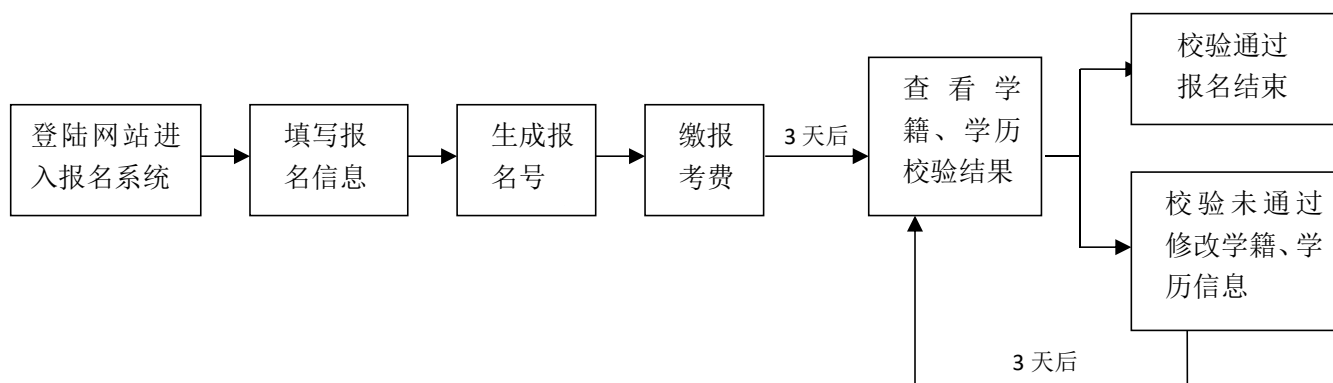 登陆网站进
入报名系统
填写报
名信息
生成报
名号
缴报
考费
3 天后
查看学
籍、学历
校验结果
校验通过
报名结束
校验未通过
修改学籍、学
历信息
3 天后